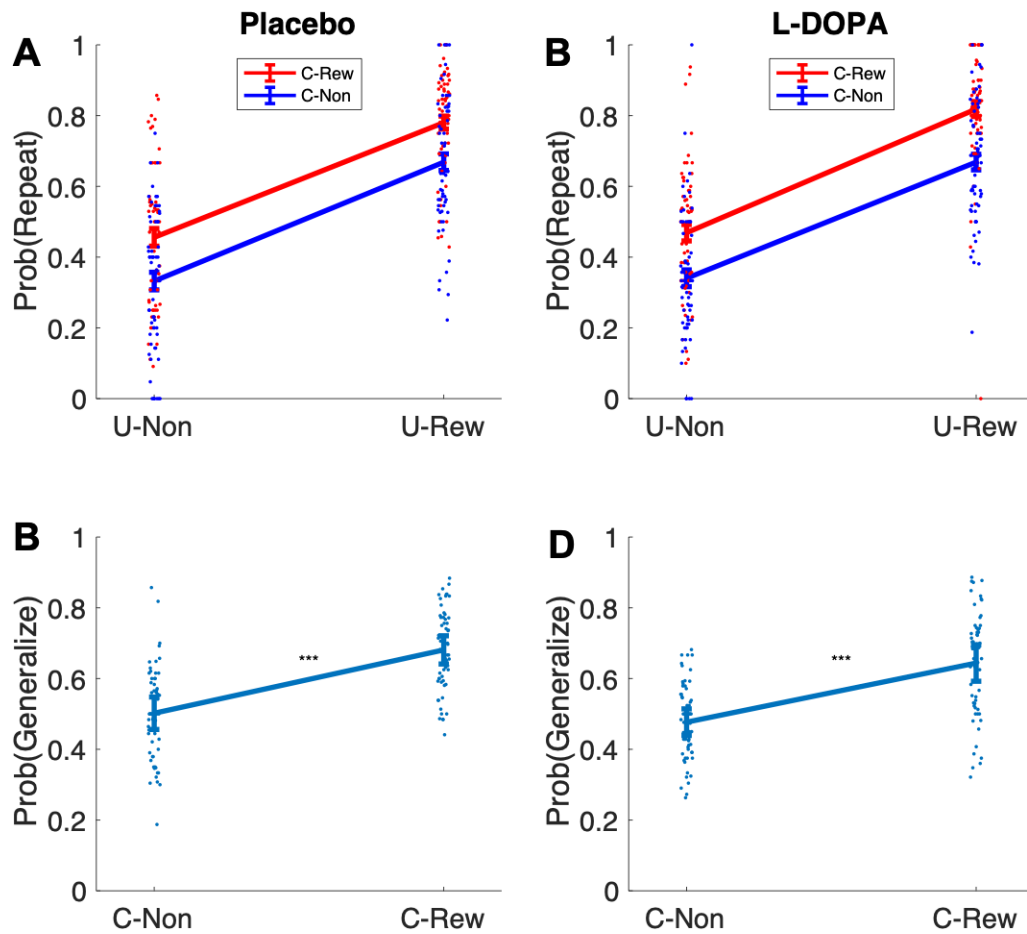 Placebo
A
C-Rew
C-Non
Prob(Repeat)
1
0.8
0.6
0.4
0.2
0
U-Non
U-Rew
L-DOPA
B
C-Rew
C-Non
Prob(Repeat)
1
0.8
0.6
0.4
0.2
0
U-Non
U-Rew
B
Prob(Generalize)
1
0.8
0.6
0.4
0.2
0
***
C-Non
C-Rew
D
Prob(Generalize)
1
0.8
0.6
0.4
0.2
0
***
C-Non
C-Rew